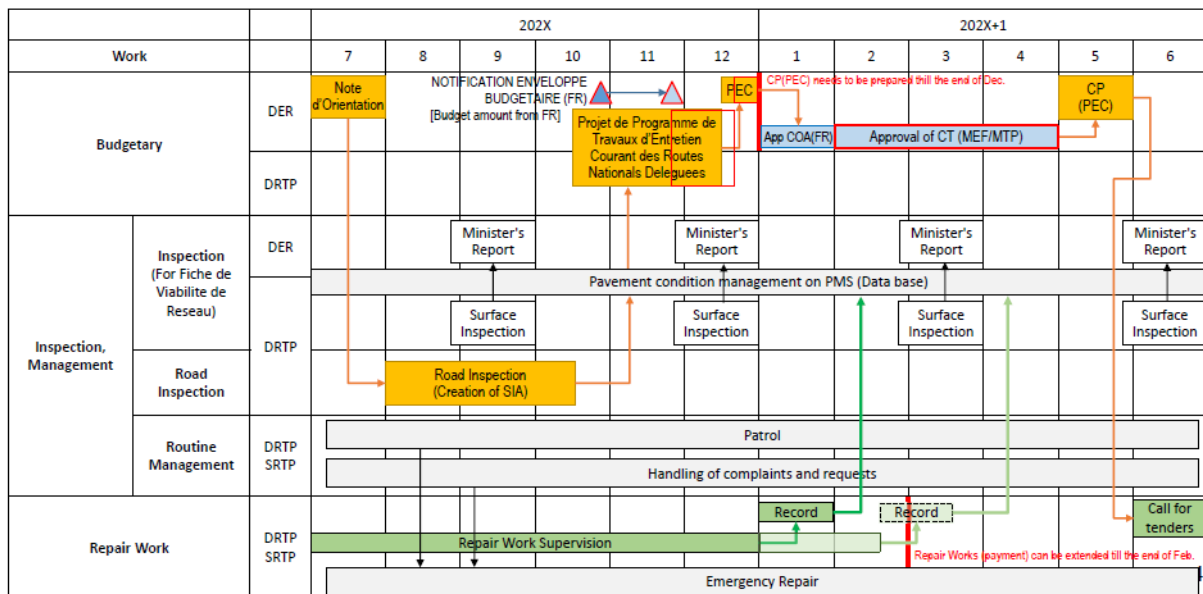 202X
202X+1
Work
7
8
9
10
11
12
1
2
3
4
5
6
Budgetary
DER
DRTP
Note
d'Orientation
NOTIFICATION ENVELOPPE
BUDGETAIRE (FR)
[Budget amount from FR]
Projet de Programme de
Travaux d'Entretien
Courant des Routes
Nationals Deleguees
PEC
CP(PEC) needs to be prepared thill the end of Dec.
App COA(FR)
Approval of CT (MEF/MTP)
CP
(PEC)
Inspection,
Management
Inspection
(For Fiche de
Viabilite de
Reseau)
DER
Minister's
Report
Minister's
Report
Minister's
Report
Minister's
Report
Pavement condition management on PMS (Data base)
DRTP
Surface
Inspection
Surface
Inspection
Surface
Inspection
Surface
Inspection
Road
Inspection
Road Inspection
(Creation of SIA)
Routine
Management
DRTP
SRTP
Patrol
Handling of complaints and requests
Repair Work
DRTP
SRTP
Record
Record
Call for
tenders
Repair Work Supervision
Repair Works (payment) can be extended till the end of Feb.
Emergency Repair